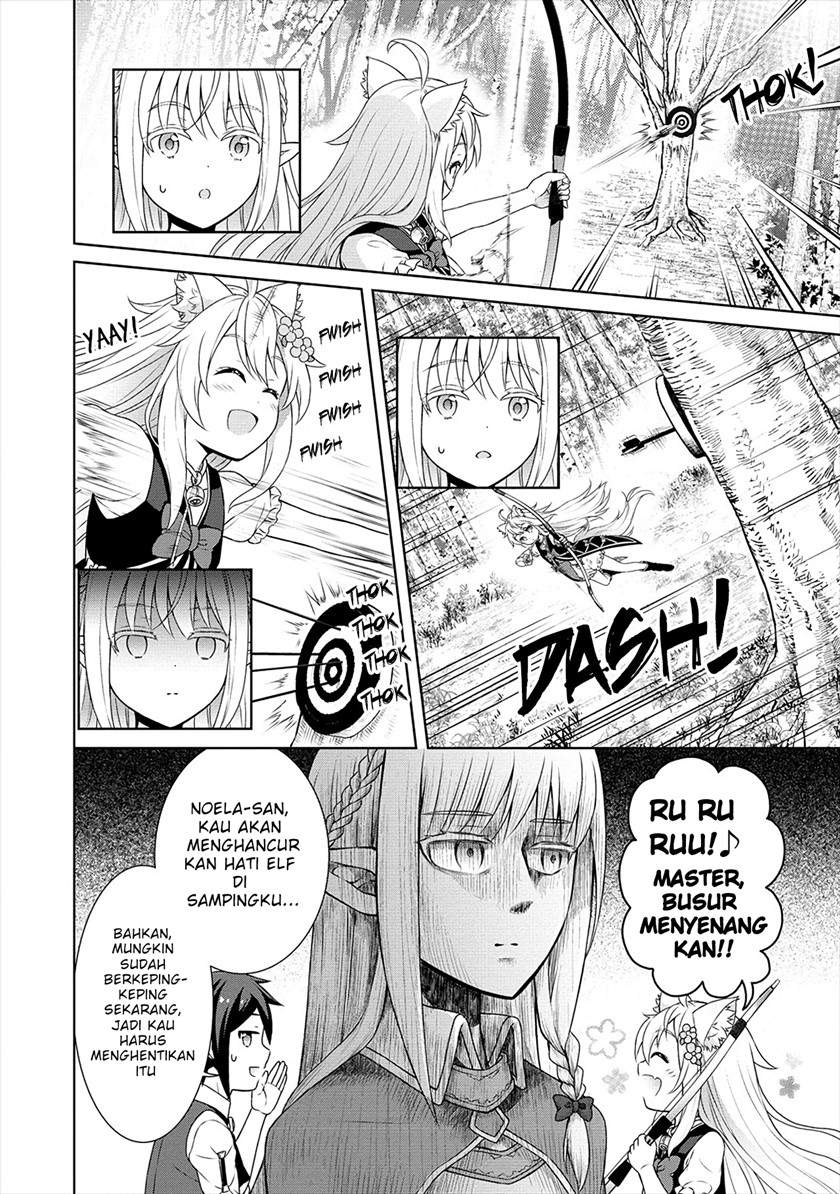 THOK!
YAAY!
FWISH
FWISH
FWISH
FWISH
THOK
THOK
THOK
THOK
DASH!
RU RU
RUU!♪
MASTER,
BUSUR
MENYENANG
KAN!!
NOELA-SAN,
KAU AKAN
MENGHANCUR
KAN HATI ELF
DI
SAMPINGKU...
BAHKAN,
MUNGKIN
SUDAH
BERKEPING-
KEPING
SEKARANG,
JADI KAU
HARUS
MENGHENTIKAN
ITU